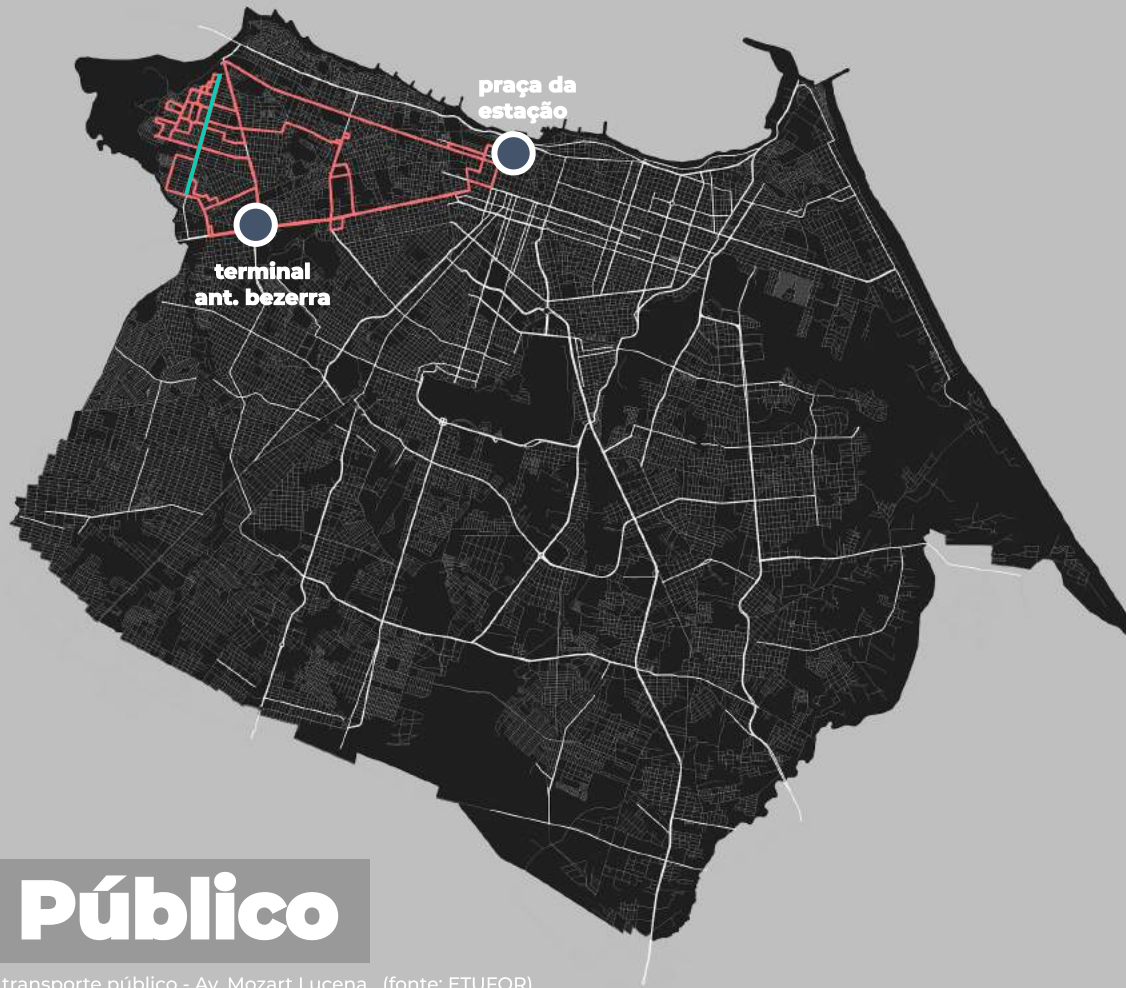 praça da
estação
terminal
ant. bezerra
Público
transporte público - Av. Mozart Lucena (fonte: ETUFOR)